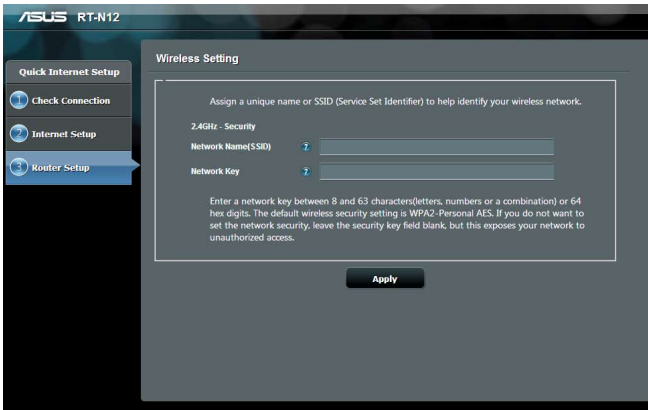 ASUS RT-N12
Quick Internet Setup
1 Check Connection
2 Internet Setup
3 Router Setup
Wireless Setting
Assign a unique name or SSID (Service Set Identifier) to help identify your wireless network.
2.4GHz - Security
Network Name(SSID) ?
Network Key ?
Enter a network key between 8 and 63 characters(letters, numbers or a combination) or 64
hex digits. The default wireless security setting is WPA2-Personal AES. If you do not want to
set the network security, leave the security key field blank, but this exposes your network to
unauthorized access.
Apply